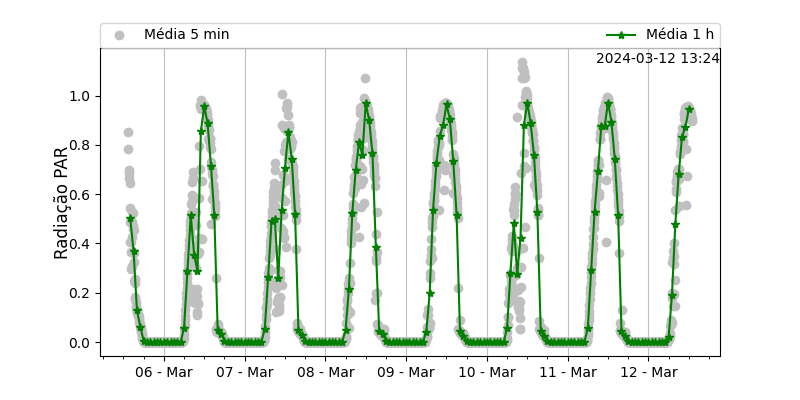 Média 5 min
Média 1 h
2024-03-12 13:24
Radiação PAR
1.0
0.8
0.6
0.4
0.2
0.0
06 - Mar
07 - Mar
08 - Mar
09 - Mar
10 - Mar
11 - Mar
12 - Mar